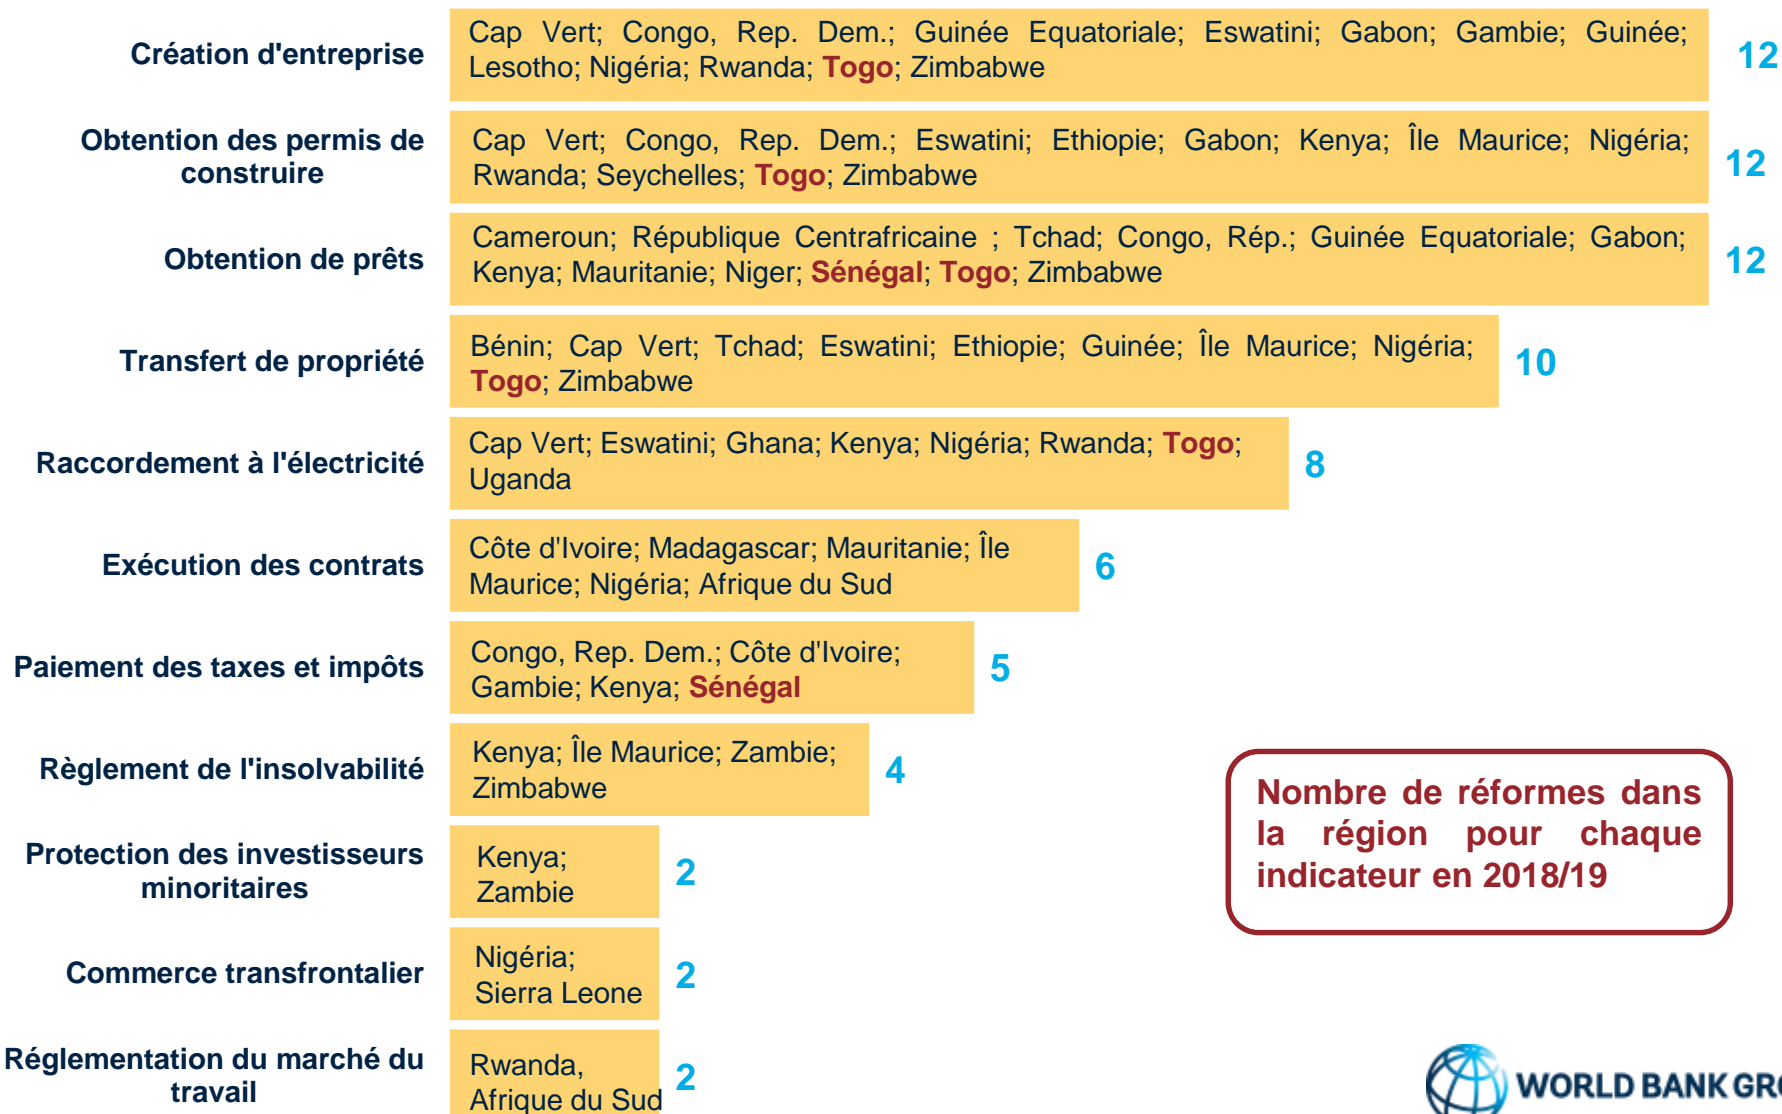 Création d'entreprise
Cap Vert; Congo, Rep. Dem.; Guinée Equatoriale; Eswatini; Gabon; Gambie; Guinée;
Lesotho; Nigéria; Rwanda; Togo; Zimbabwe
12
Obtention des permis de
construire
Cap Vert; Congo, Rep. Dem.; Eswatini; Ethiopie; Gabon; Kenya; Île Maurice; Nigéria;
Rwanda; Seychelles; Togo; Zimbabwe
12
Obtention de prêts
Cameroun; République Centrafricaine ; Tchad; Congo, Rép.; Guinée Equatoriale; Gabon;
Kenya; Mauritanie; Niger; Sénégal; Togo; Zimbabwe
12
Transfert de propriété
Bénin; Cap Vert; Tchad; Eswatini; Ethiopie; Guinée; Île Maurice; Nigéria;
Togo; Zimbabwe
10
Raccordement à l'électricité
Cap Vert; Eswatini; Ghana; Kenya; Nigéria; Rwanda; Togo;
Uganda
8
Exécution des contrats
Côte d'Ivoire; Madagascar; Mauritanie; Île
Maurice; Nigéria; Afrique du Sud
6
Paiement des taxes et impôts
Congo, Rep. Dem.; Côte d'Ivoire;
Gambie; Kenya; Sénégal
5
Règlement de l'insolvabilité
Kenya; Île Maurice; Zambie;
Zimbabwe
4
Nombre de réformes dans
la région pour chaque
indicateur en 2018/19
Protection des investisseurs
minoritaires
Kenya;
Zambie
2
Commerce transfrontalier
Nigéria;
Sierra Leone
2
Réglementation du marché du
travail
Rwanda,
Afrique du Sud
2
WORLD BANK GRO